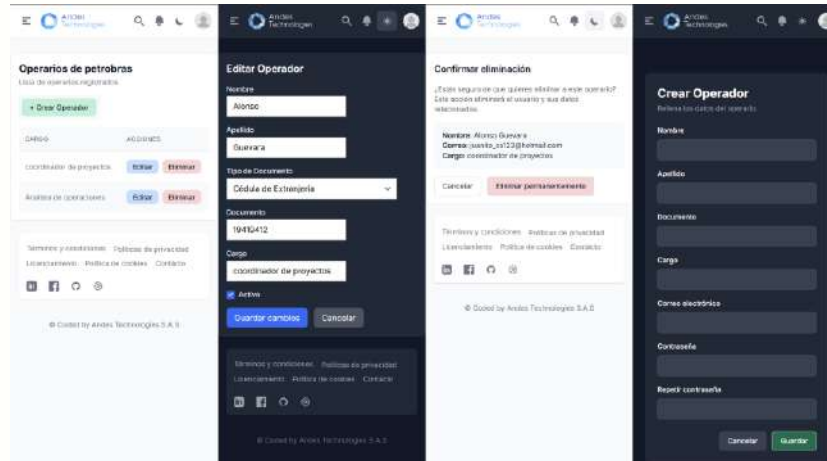 Andes
Technologies
Operarios de petrobras
Lista de operarios registrados
+ Crear Operador
CARGO ACCIONES
coordinador de proyectos Editar Eliminar
Analista de operaciones Editar Eliminar
Términos y condiciones Políticas de privacidad
Licenciamiento Política de cookies Contacto
© Coded by Andes Technologies S.A.S
Andes
Technologies
Editar Operador
Nombre
Alonso
Apellido
Guevara
Tipo de Documento
Cédula de Extranjería
Documento
19419412
Cargo
coordinador de proyectos
Activo
Guardar cambios Cancelar
Términos y condiciones Políticas de privacidad
Licenciamiento Política de cookies Contacto
© Coded by Andes Technologies S.A.S
Andes
Technologies
Confirmar eliminación
¿Estás seguro de que quieres eliminar a este operario?
Esta acción eliminará el usuario y sus datos
relacionados.
Nombre: Alonso Guevara
Correo:
Cargo: coordinador de proyectos
Cancelar Eliminar permanentemente
Términos y condiciones Políticas de privacidad
Licenciamiento Política de cookies Contacto
© Coded by Andes Technologies S.A.S
Andes
Technologies
Crear Operador
Rellena los datos del operario.
Nombre
Apellido
Documento
Cargo
Correo electrónico
Contraseña
Repetir contraseña
Cancelar Guardar